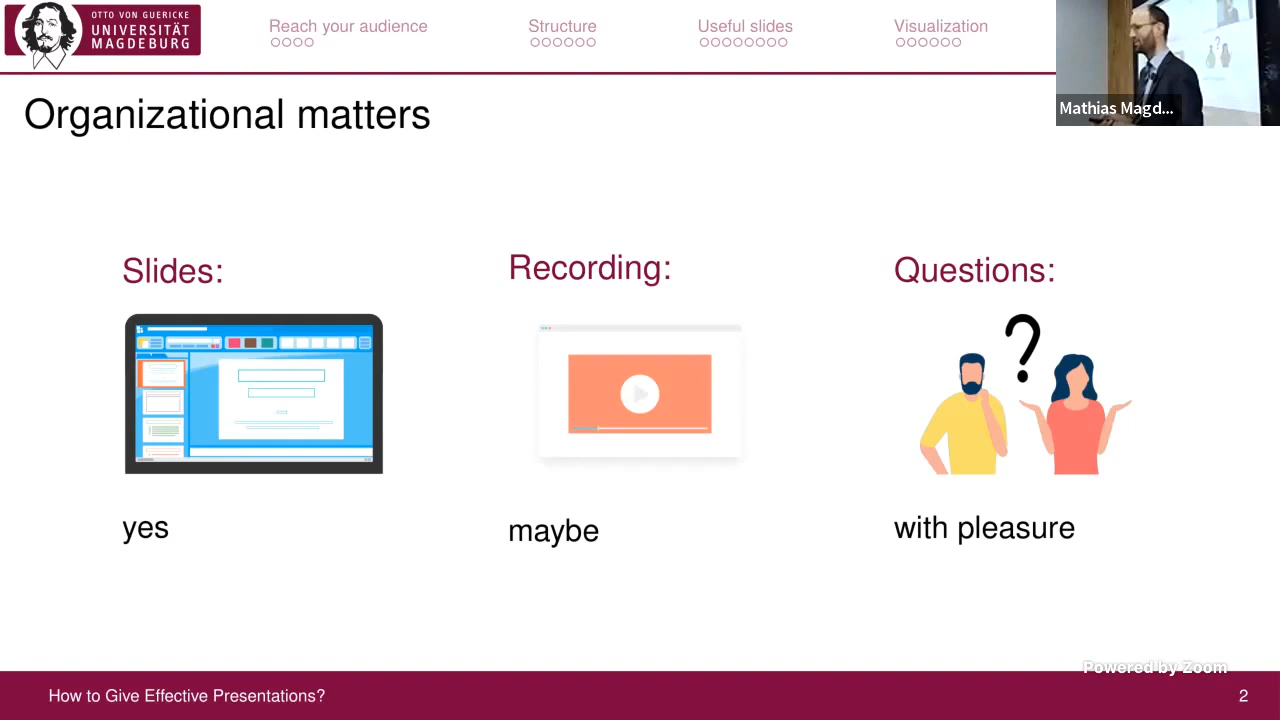 OTTO VON GUERICKE
UNIVERSITÄT
MAGDEBURG
Reach your audience
Structure
Useful slides
Visualization
Mathias Magd...
Organizational matters
Slides:
Recording:
Questions:
?
yes
maybe
with pleasure
Powered by Zoom
How to Give Effective Presentations?
2